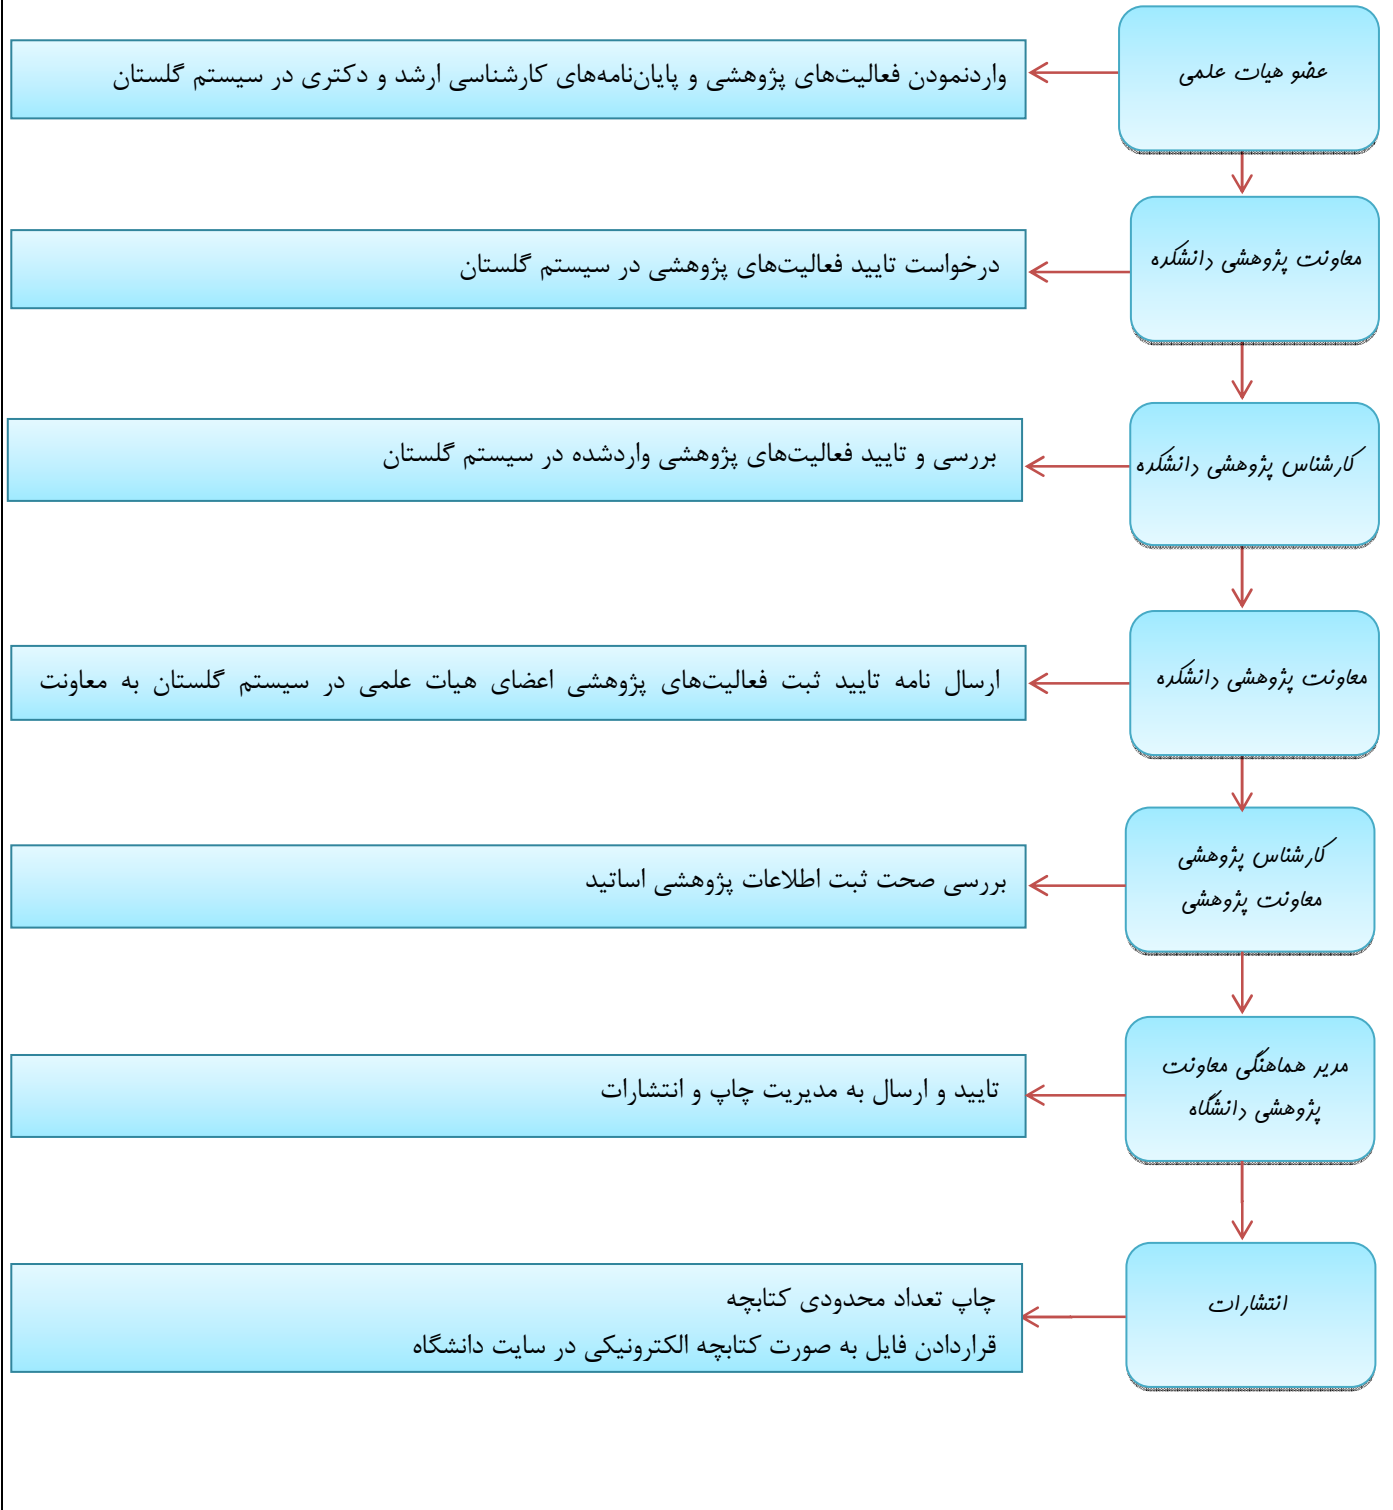 عضو هیات علمی
واردنمودن فعالیت‌های پژوهشی و پایان‌نامه‌های کارشناسی ارشد و دکتری در سیستم گلستان
معاونت پژوهشی دانشکده
درخواست تایید فعالیت‌های پژوهشی در سیستم گلستان
کارشناس پژوهشی دانشکده
بررسی و تایید فعالیت‌های پژوهشی واردشده در سیستم گلستان
معاونت پژوهشی دانشکده
ارسال نامه تایید ثبت فعالیت‌های پژوهشی اعضای هیات علمی در سیستم گلستان به معاونت
کارشناس پژوهشی
معاونت پژوهشی
بررسی صحت ثبت اطلاعات پژوهشی اساتید
مدیر هماهنگی معاونت
پژوهشی دانشگاه
تایید و ارسال به مدیریت چاپ و انتشارات
انتشارات
چاپ تعداد محدودی کتابچه
قراردادن فایل به صورت کتابچه الکترونیکی در سایت دانشگاه